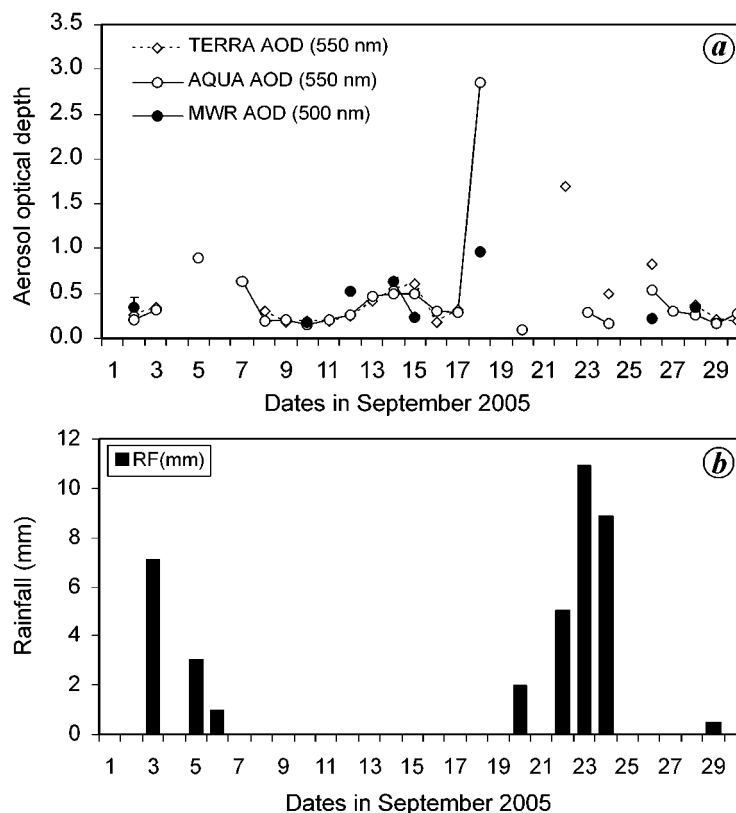 a
TERRA AOD (550 nm)
AQUA AOD (550 nm)
MWR AOD (500 nm)
Aerosol optical depth
3.5
3.0
2.5
2.0
1.5
1.0
0.5
0.0
1 3 5 7 9 11 13 15 17 19 21 23 25 27 29
Dates in September 2005
b
RF(mm)
Rainfall (mm)
12
10
8
6
4
2
0
1 3 5 7 9 11 13 15 17 19 21 23 25 27 29
Dates in September 2005